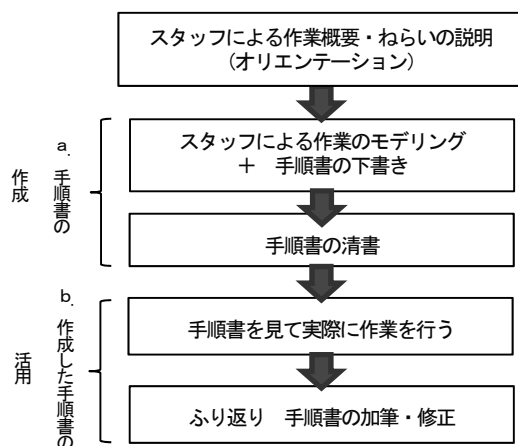 スタッフによる作業概要・ねらいの説明
(オリエンテーション)
a. 手順書の
作成
スタッフによる作業のモデリング
＋　手順書の下書き
手順書の清書
b. 作成した手順書の
活用
手順書を見て実際に作業を行う
ふり返り　手順書の加筆・修正